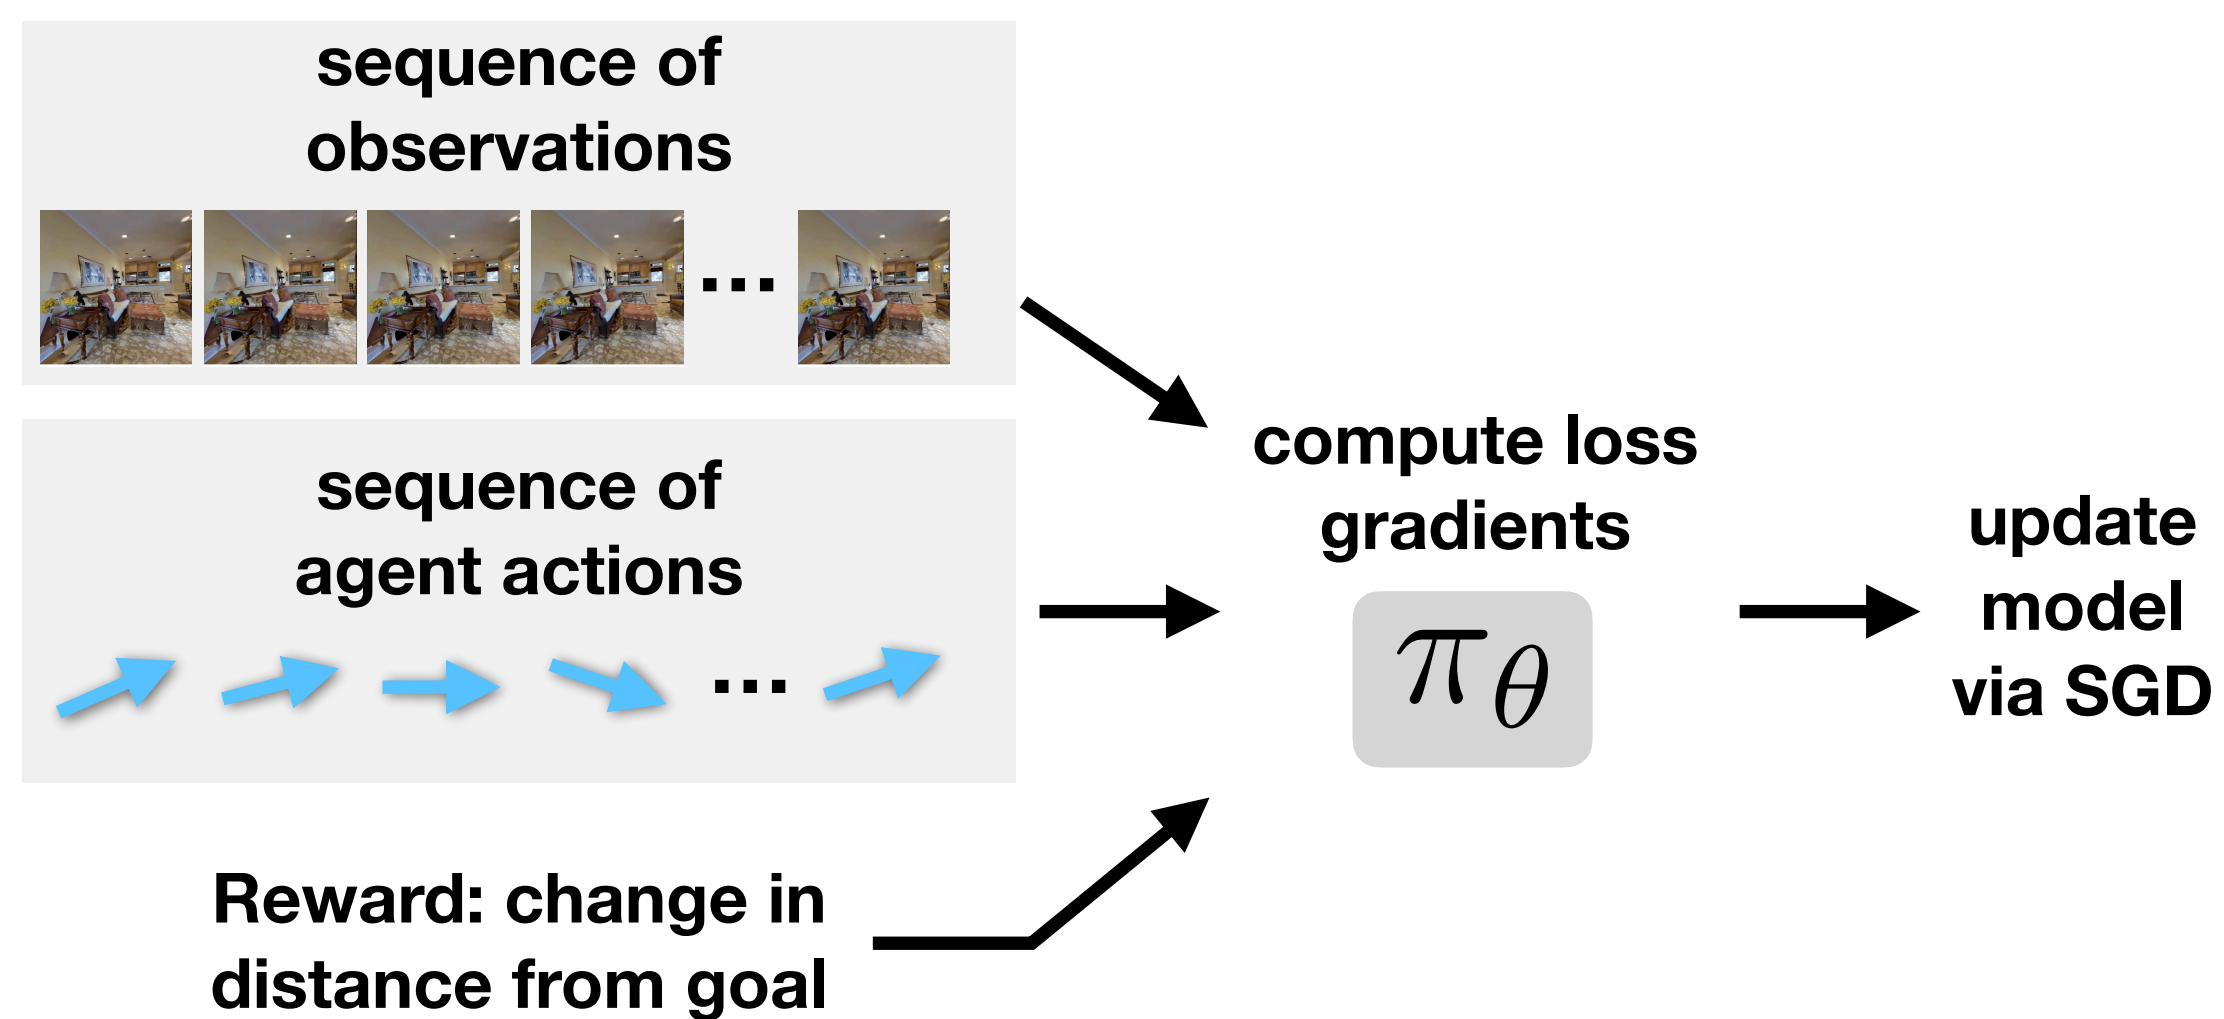 sequence of
observations
...
sequence of
agent actions
...
Reward: change in
distance from goal
compute loss
gradients
πθ
update
model
via SGD